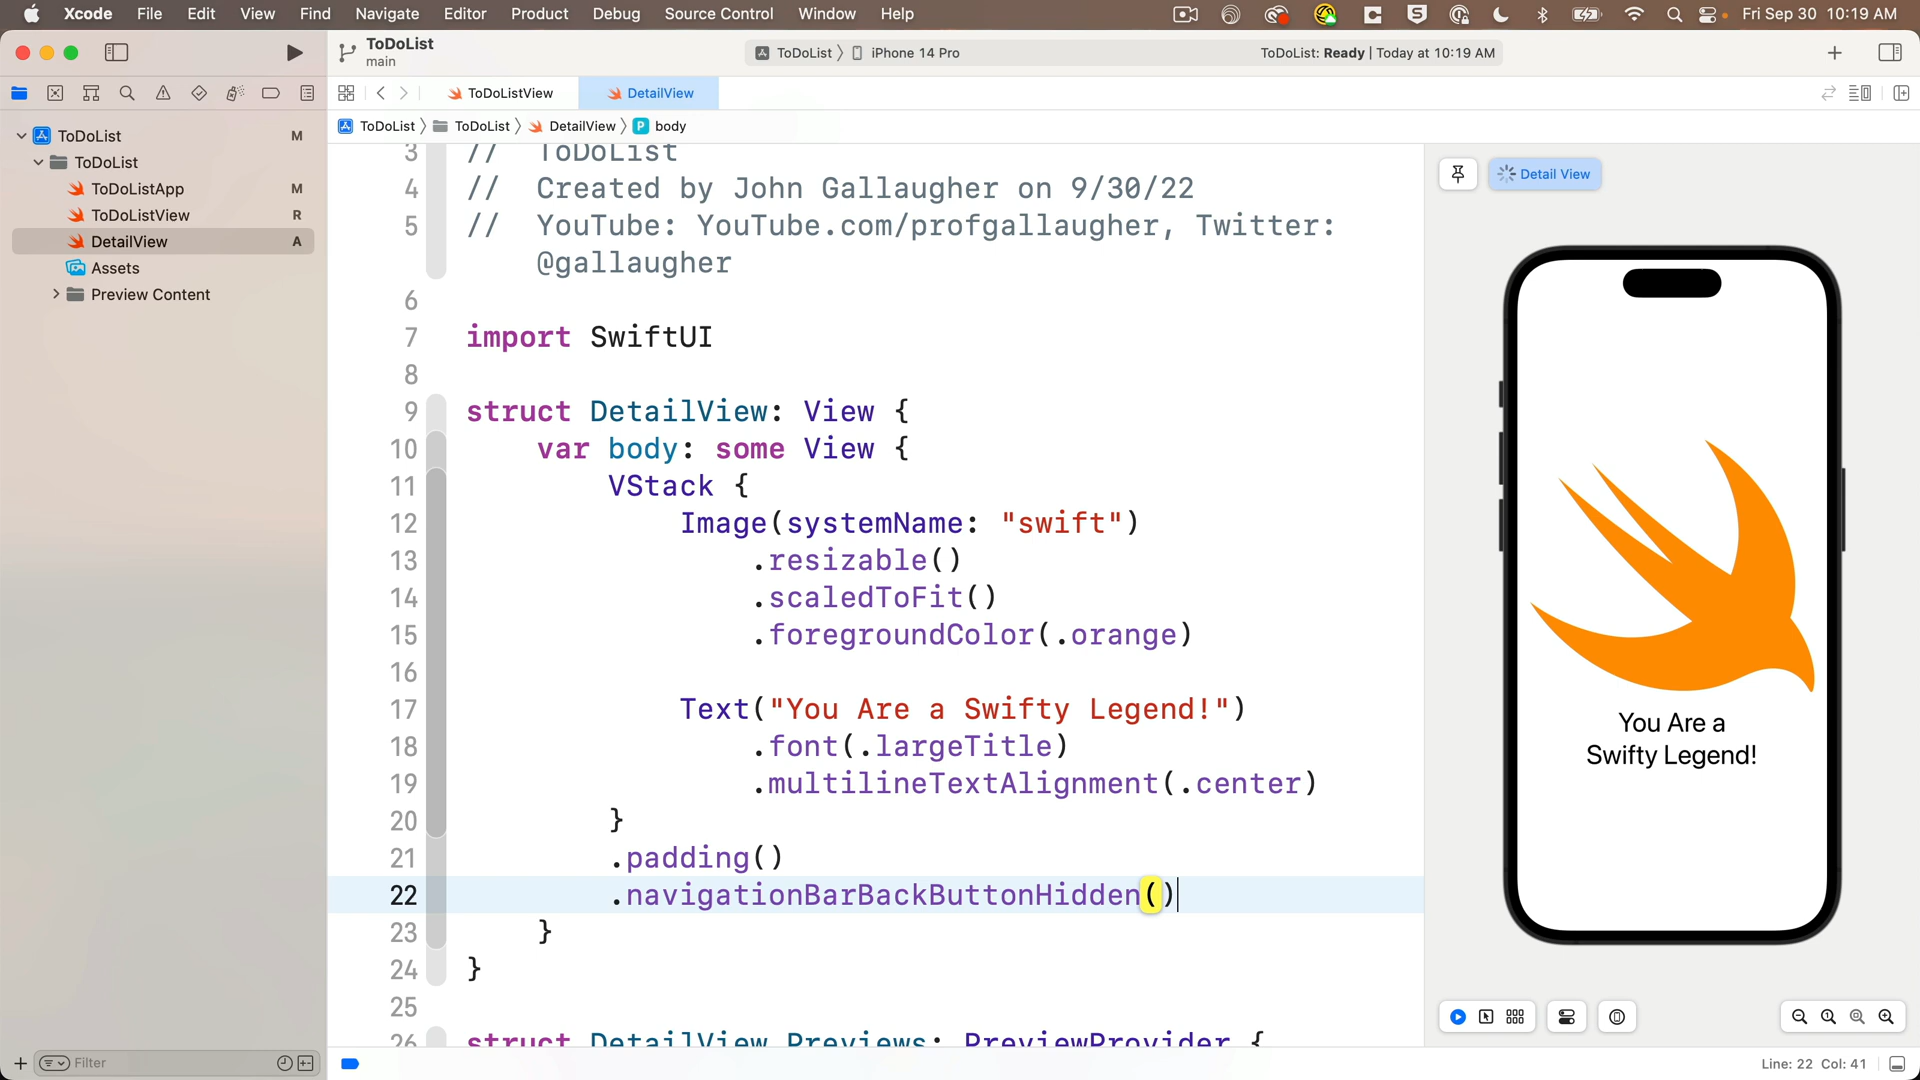 Xcode File Edit View Find Navigate Editor Product Debug Source Control Window Help Fri Sep 30 10:19 AM
ToDoList
main
ToDoList iPhone 14 Pro ToDoList: Ready | Today at 10:19 AM
ToDoListView DetailView
ToDoList ToDoList DetailView P body
ToDoList M
ToDoList
ToDoListApp M
ToDoListView R
DetailView A
Assets
Preview Content
Filter
3 // ToDoList
4 // Created by John Gallaugher on 9/30/22
5 // YouTube: YouTube.com/profgallaugher, Twitter:
@gallaugher
6
7 import SwiftUI
8
9 struct DetailView: View {
10 var body: some View {
11 VStack {
12 Image(systemName: "swift")
13 .resizable()
14 .scaledToFit()
15 .foregroundColor(.orange)
16
17 Text("You Are a Swifty Legend!")
18 .font(.largeTitle)
19 .multilineTextAlignment(.center)
20 }
21 .padding()
22 .navigationBarBackButtonHidden()
23 }
24 }
25
26 struct DetailView_Previews: PreviewProvider {
Detail View
You Are a
Swifty Legend!
Line: 22 Col: 41